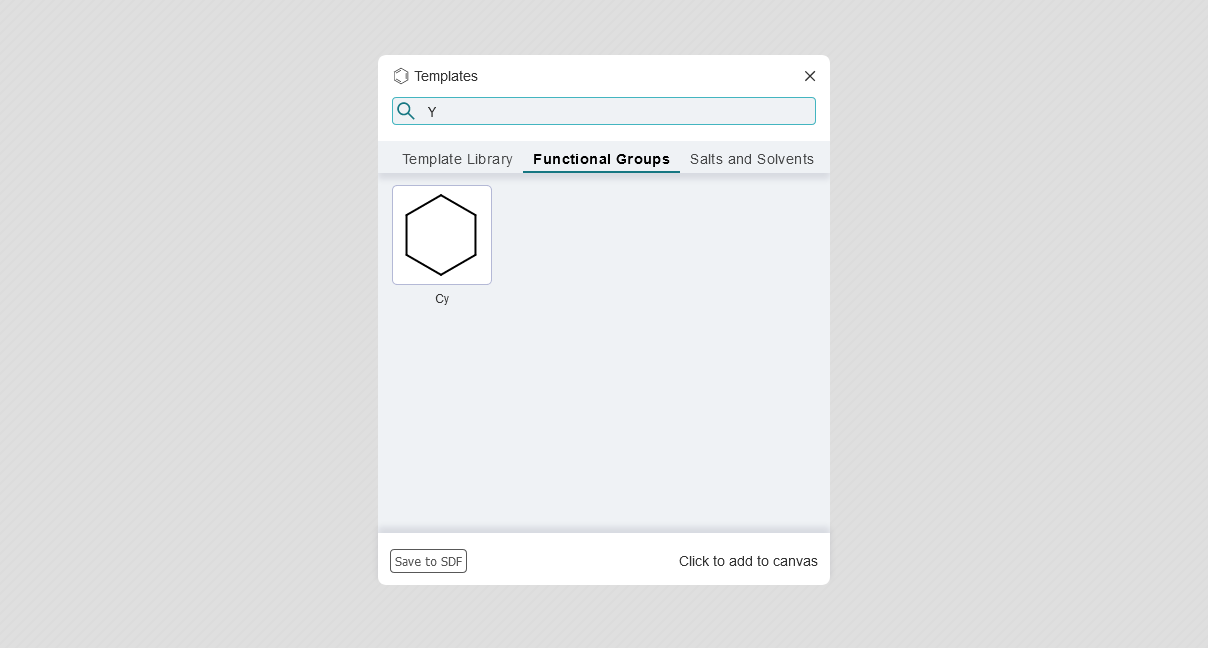 Templates
Y
Template Library Functional Groups Salts and Solvents
Cy
Save to SDF Click to add to canvas